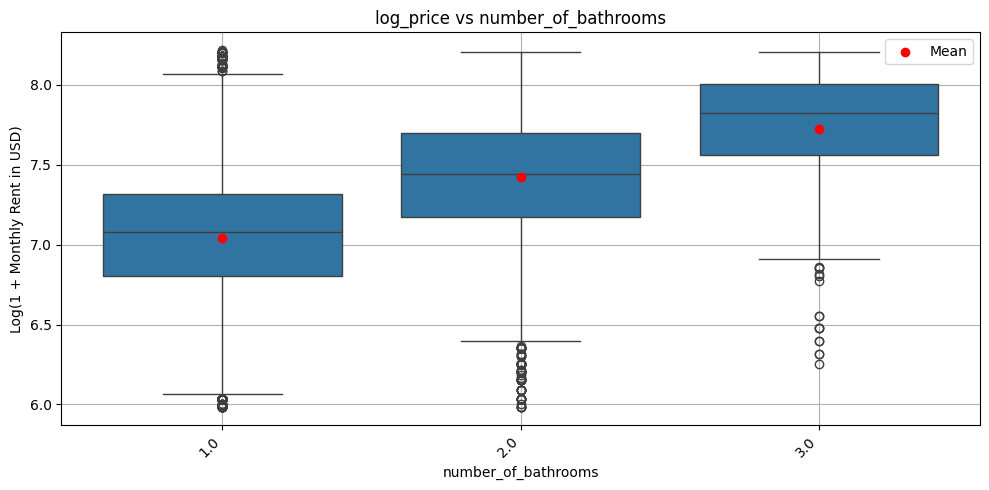 log_price vs number_of_bathrooms
Mean
Log(1 + Monthly Rent in USD)
8.0
7.5
7.0
6.5
6.0
1.0
2.0
3.0
number_of_bathrooms